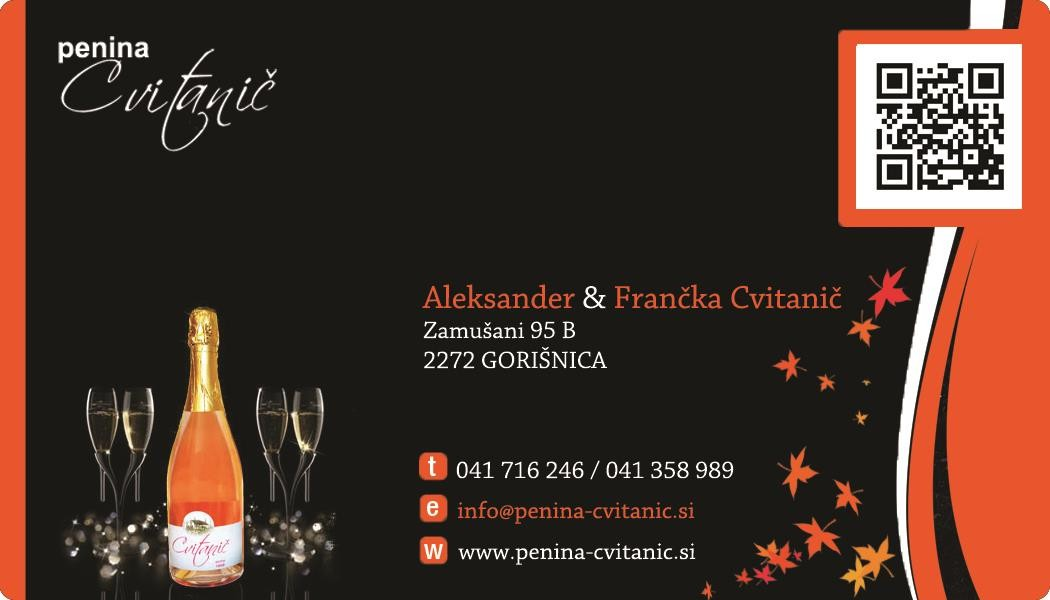 penina
Cvitanič
Aleksander & Frančka Cvitanič
Zamušani 95 B
2272 GORIŠNICA
t 041 716 246 / 041 358 989
e info@penina-cvitanic.si
w www.penina-cvitanic.si
Cvitanič